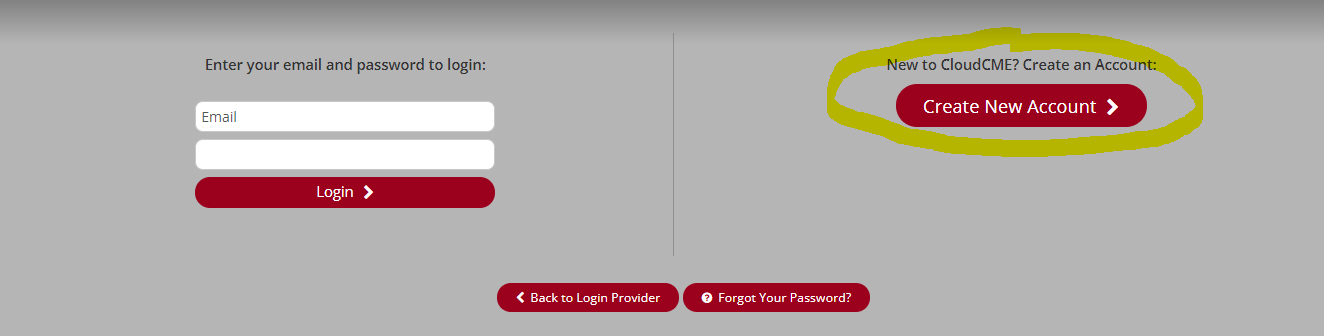 Enter your email and password to login:
Email
Login
New to CloudCME? Create an Account:
Create New Account
Back to Login Provider
Forgot Your Password?